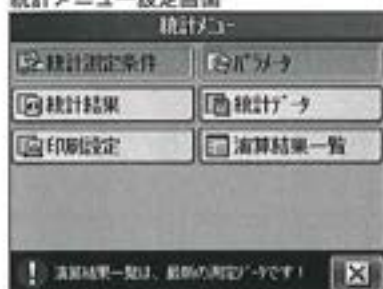 統計メニュー設定画面
統計メニュー
統計測定条件 パラメータ
統計結果 統計データ
印刷設定 演算結果一覧
演算結果一覧は、最新の測定データです!